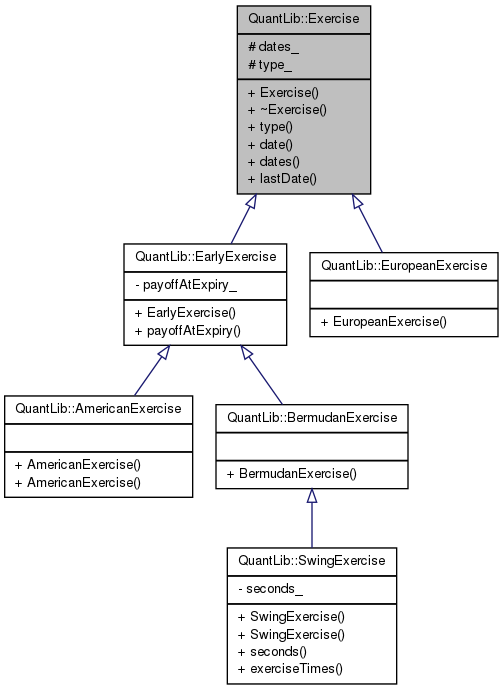 QuantLib::Exercise
# dates_
# type_
+ Exercise()
+ ~Exercise()
+ type()
+ date()
+ dates()
+ lastDate()
QuantLib::EarlyExercise
- payoffAtExpiry_
+ EarlyExercise()
+ payoffAtExpiry()
QuantLib::EuropeanExercise
+ EuropeanExercise()
QuantLib::AmericanExercise
+ AmericanExercise()
+ AmericanExercise()
QuantLib::BermudanExercise
+ BermudanExercise()
QuantLib::SwingExercise
- seconds_
+ SwingExercise()
+ SwingExercise()
+ seconds()
+ exerciseTimes()